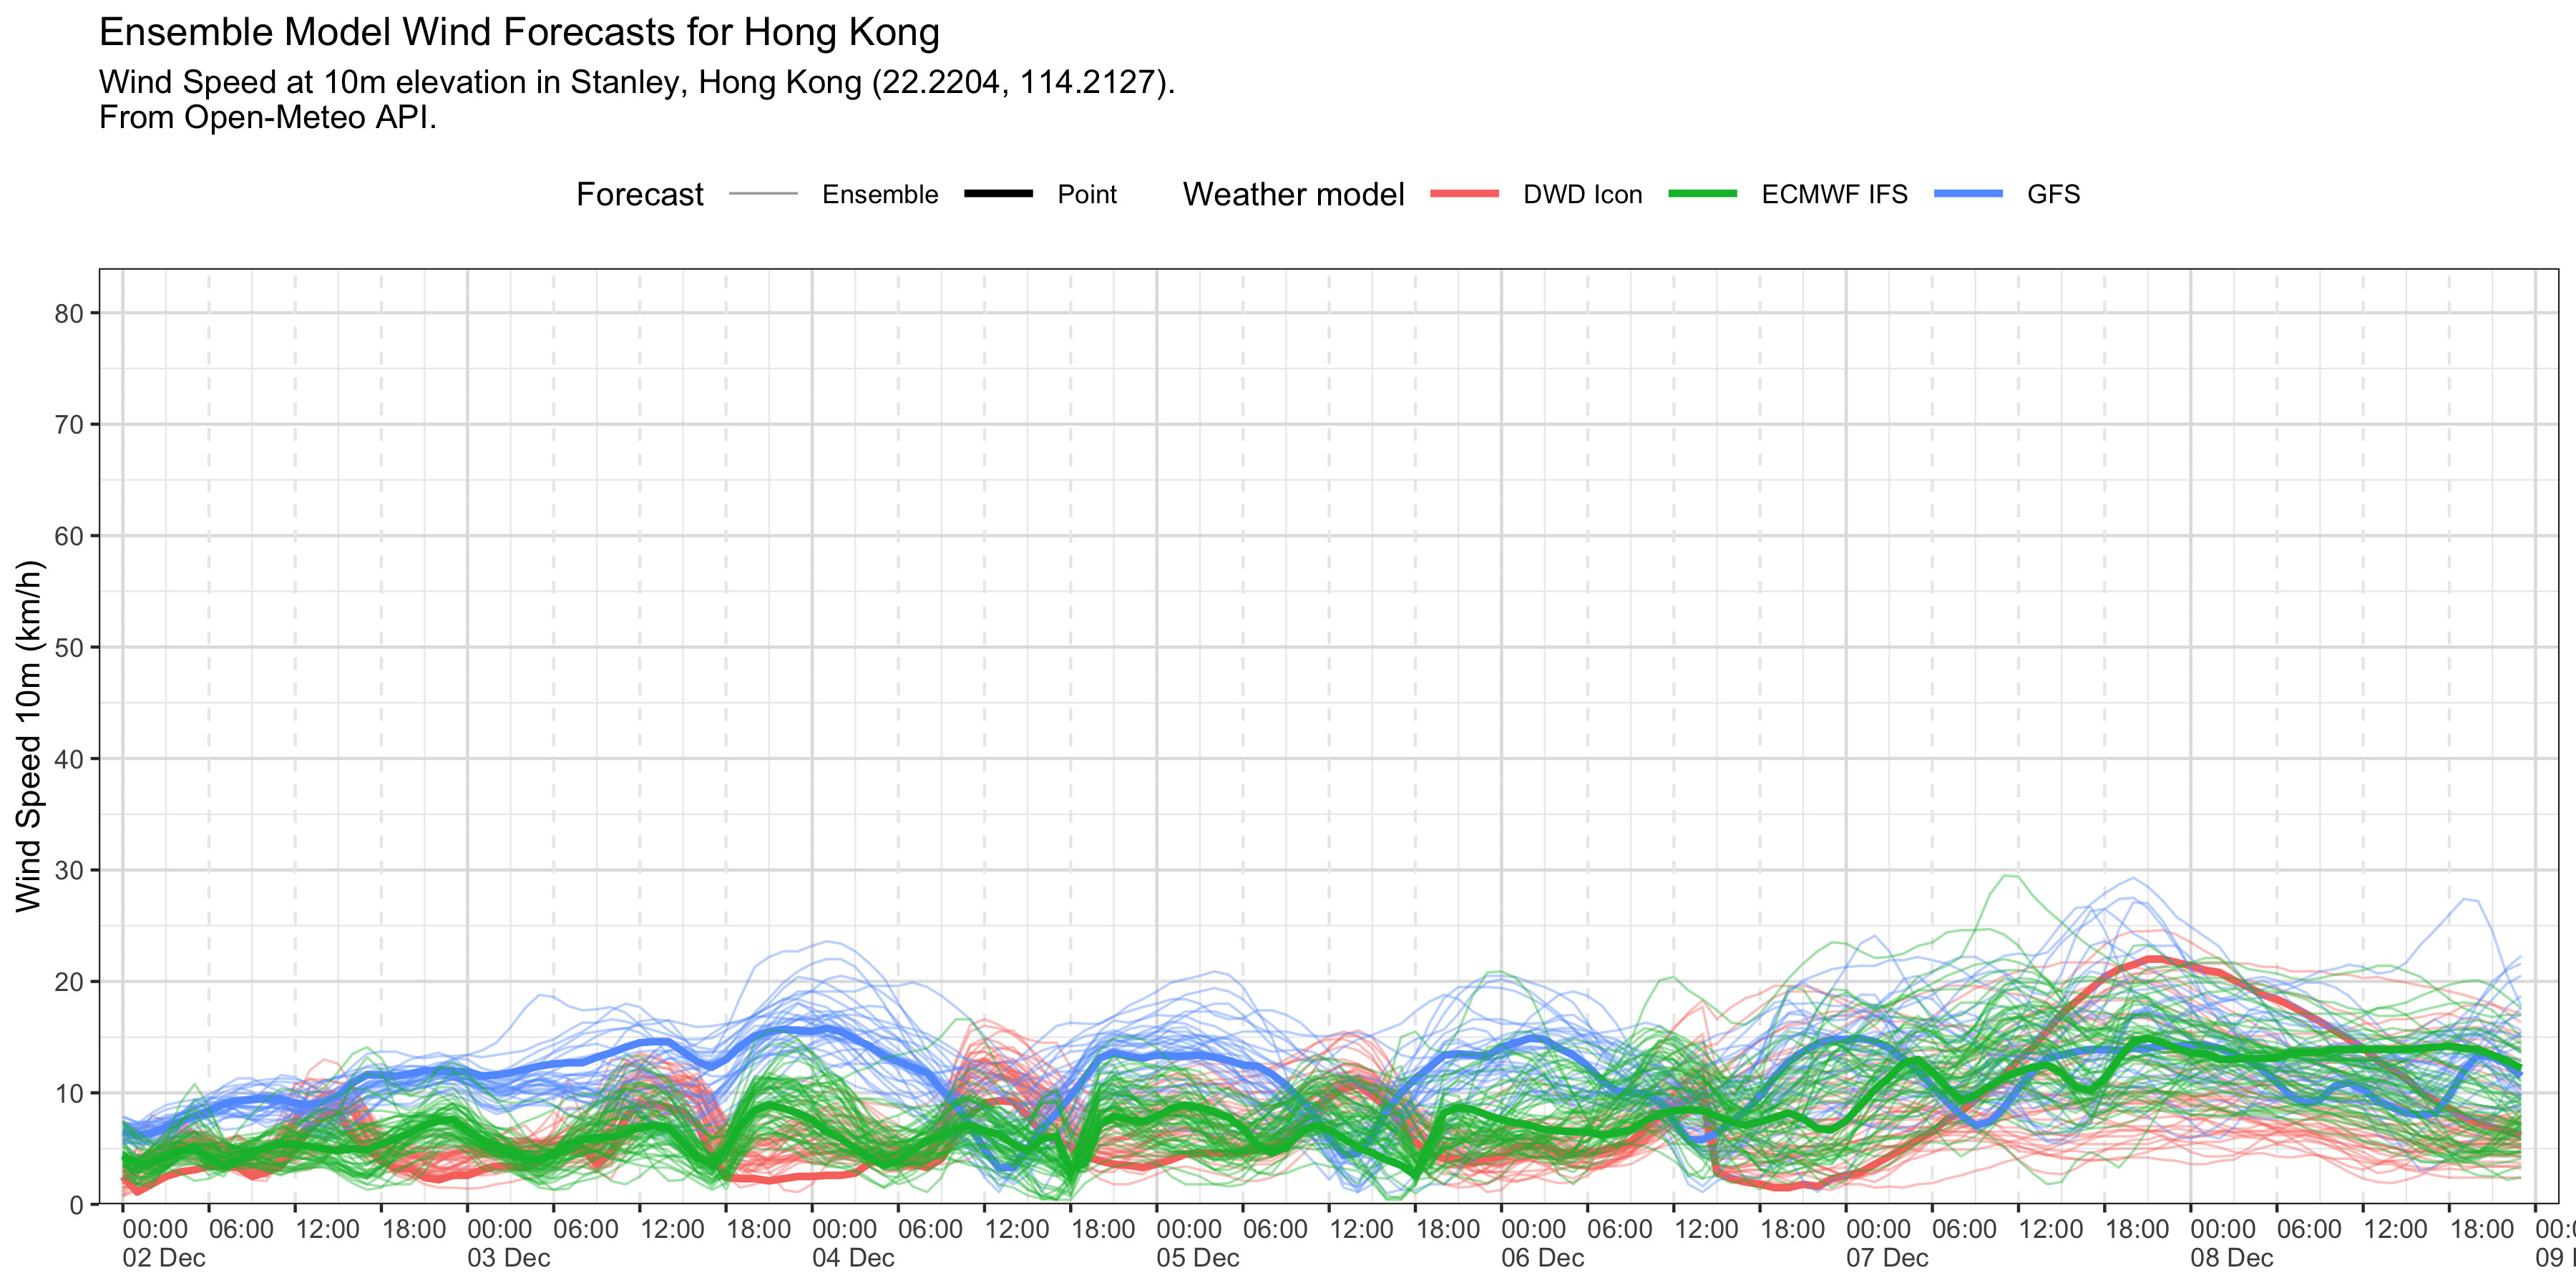 Ensemble Model Wind Forecasts for Hong Kong
Wind Speed at 10m elevation in Stanley, Hong Kong (22.2204, 114.2127).
From Open-Meteo API.
Forecast Ensemble Point Weather model DWD Icon ECMWF IFS GFS
Wind Speed 10m (km/h)
80
70
60
50
40
30
20
10
0
00:00 06:00 12:00 18:00 00:00 06:00 12:00 18:00 00:00 06:00 12:00 18:00 00:00 06:00 12:00 18:00 00:00 06:00 12:00 18:00 00:00 06:00 12:00 18:00 00:00 06:00 12:00 18:00 00:0
02 Dec 03 Dec 04 Dec 05 Dec 06 Dec 07 Dec 08 Dec 09